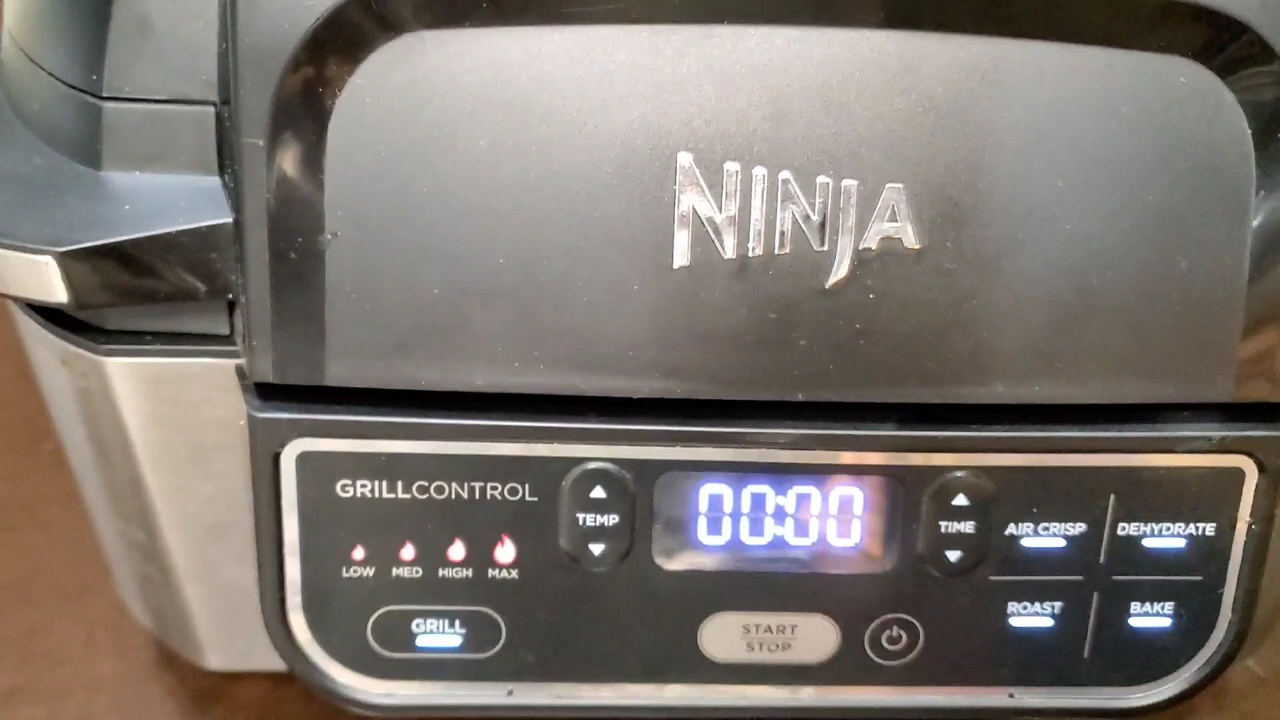 NINJA
GRILLCONTROL
TEMP
00:00
TIME
AIR CRISP
DEHYDRATE
LOW
MED
HIGH
MAX
GRILL
START
STOP
ROAST
BAKE